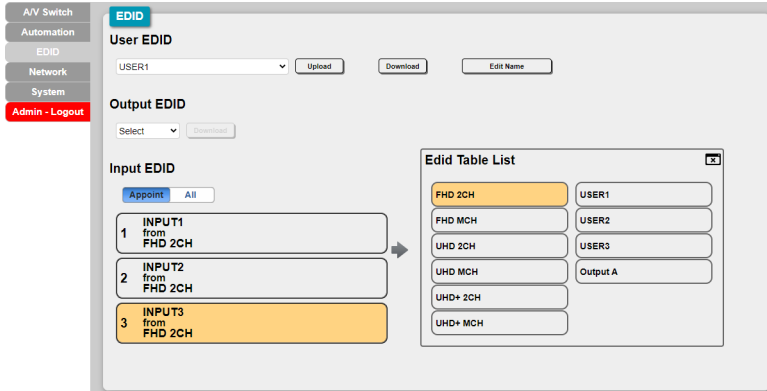 A/V Switch
Automation
EDID
Network
System
Admin - Logout
EDID
User EDID
USER1
Upload
Download
Edit Name
Output EDID
Select
Download
Input EDID
Appoint
All
1
INPUT1
from
FHD 2CH
2
INPUT2
from
FHD 2CH
3
INPUT3
from
FHD 2CH
Edid Table List
FHD 2CH
USER1
FHD MCH
USER2
UHD 2CH
USER3
UHD MCH
Output A
UHD+ 2CH
UHD+ MCH